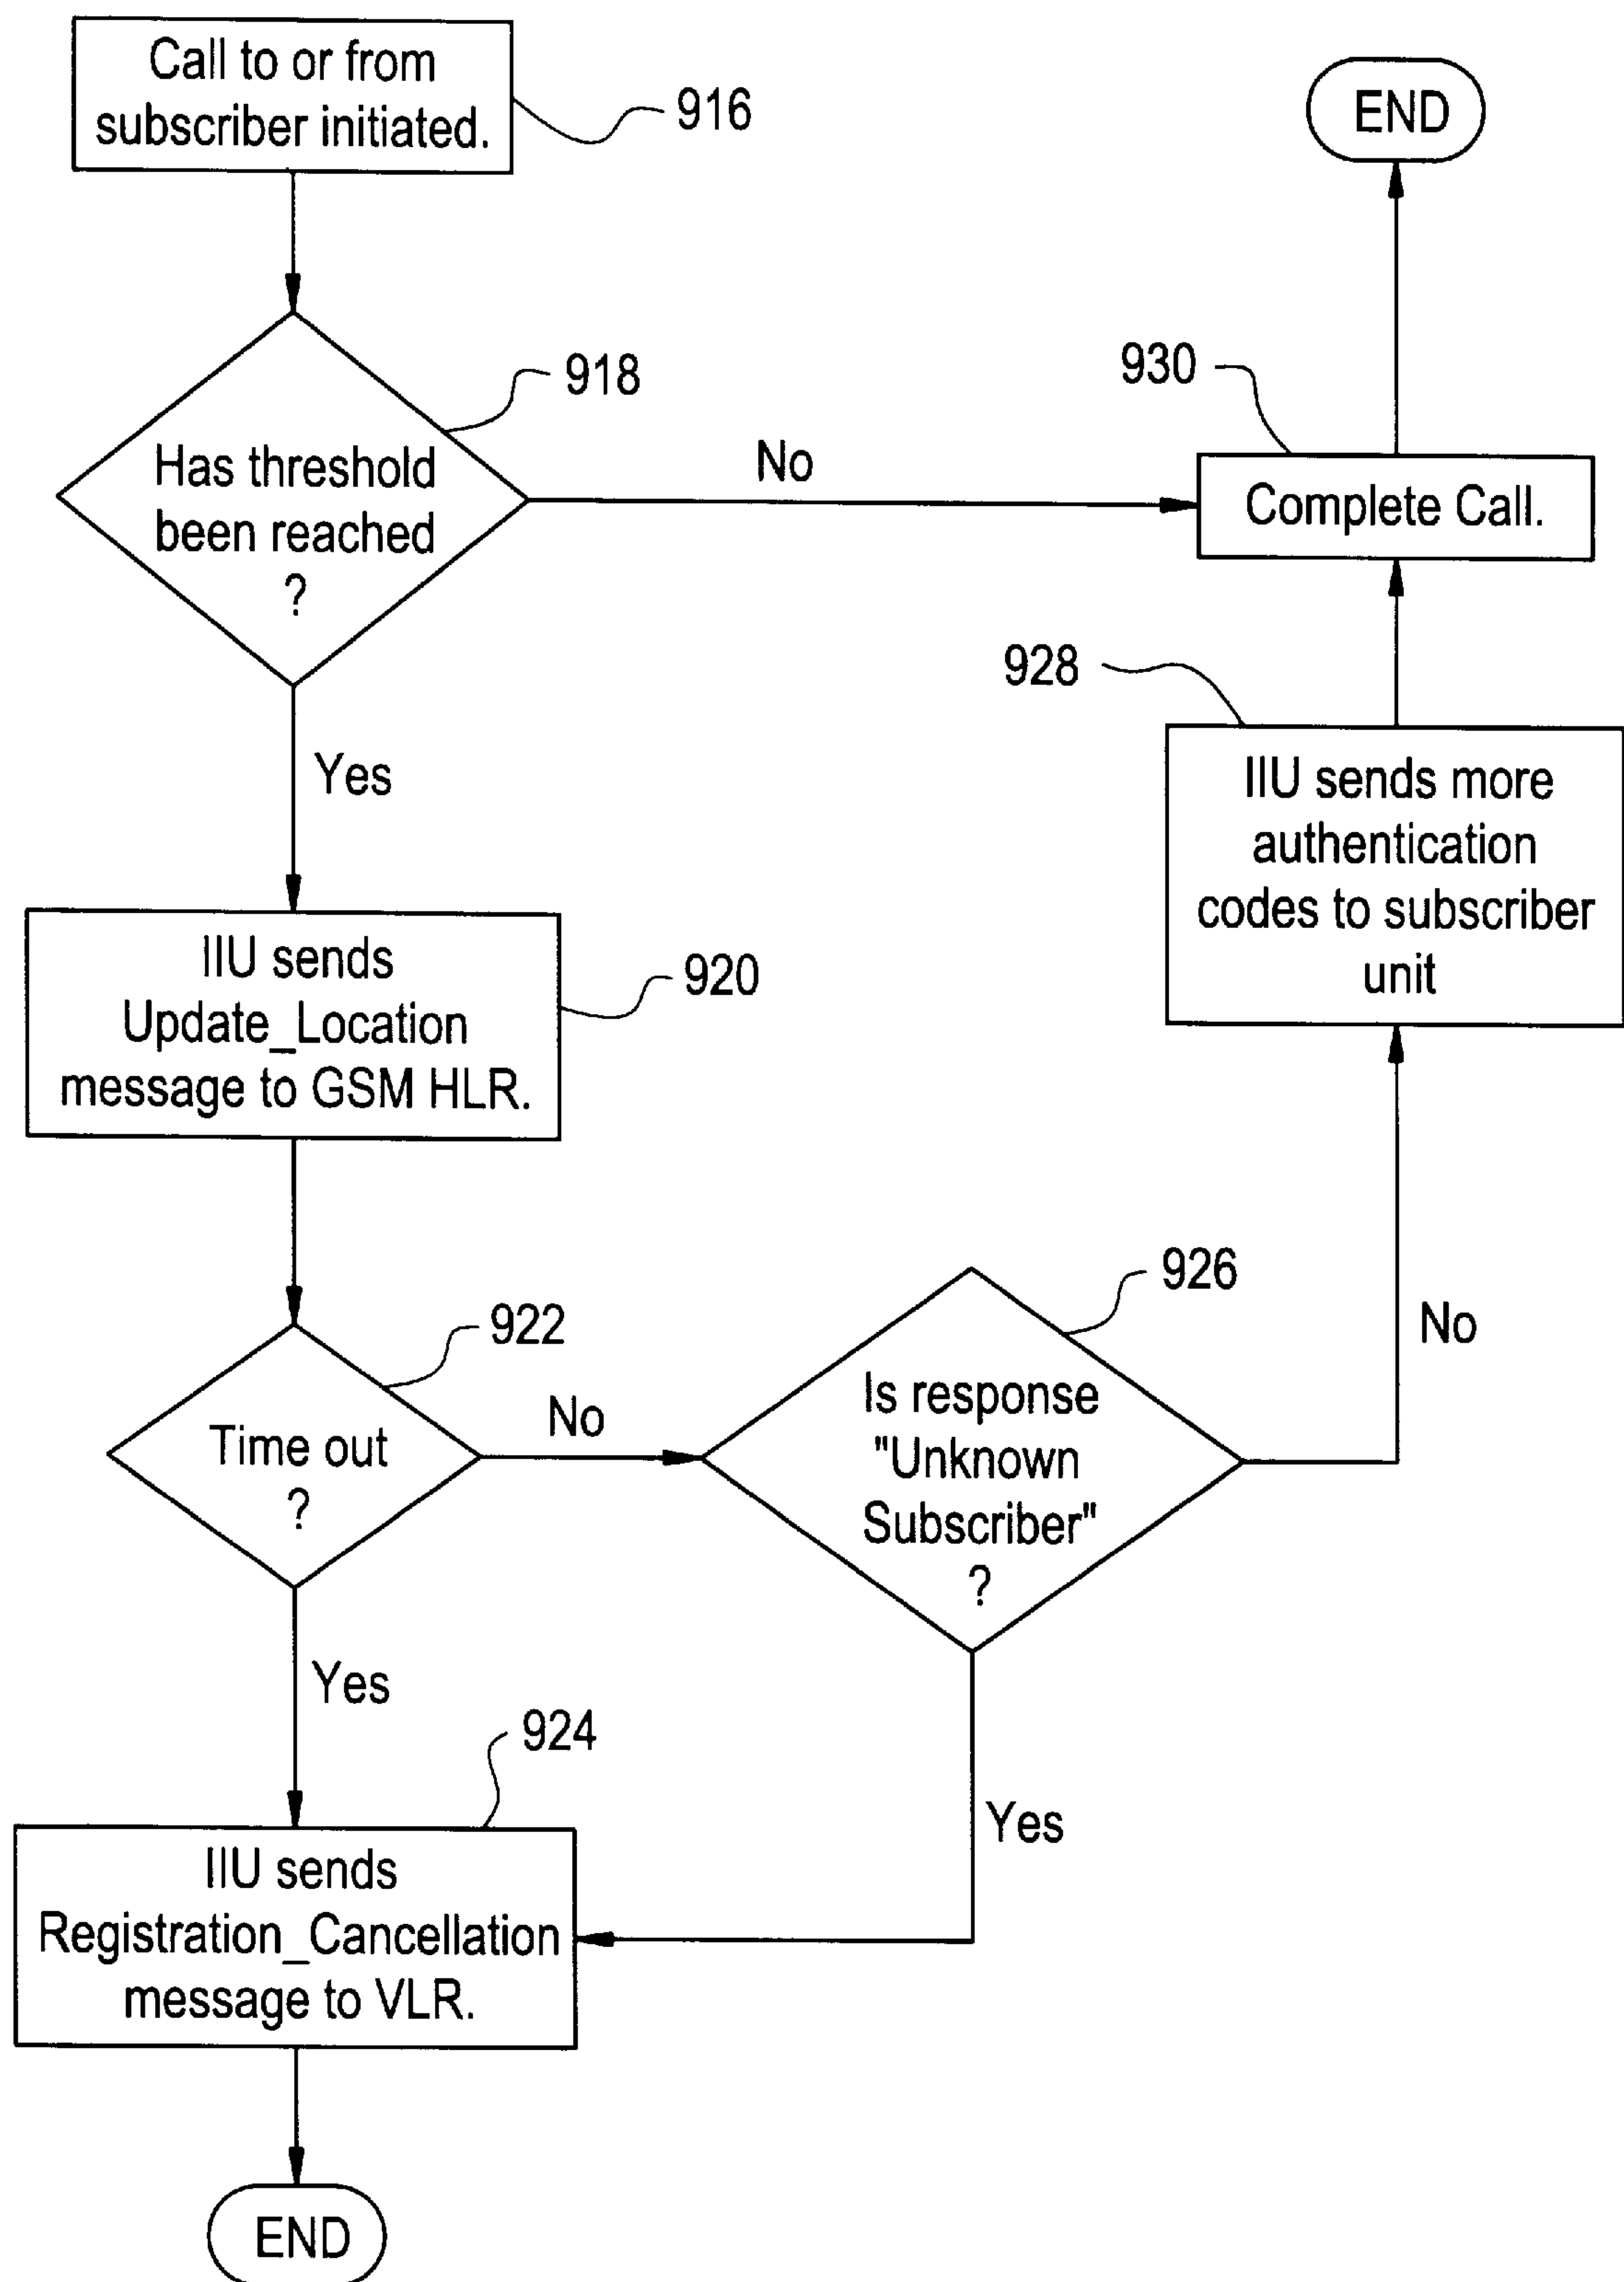 Call to or from
subscriber initiated.
916
END
918
Has threshold
been reached
?
No
930
Complete Call.
Yes
928
IIU sends more
authentication
codes to subscriber
unit
IIU sends
Update_Location
message to GSM HLR.
920
922
Time out
?
No
926
Is response
"Unknown
Subscriber"
?
No
Yes
924
IIU sends
Registration_Cancellation
message to VLR.
Yes
END